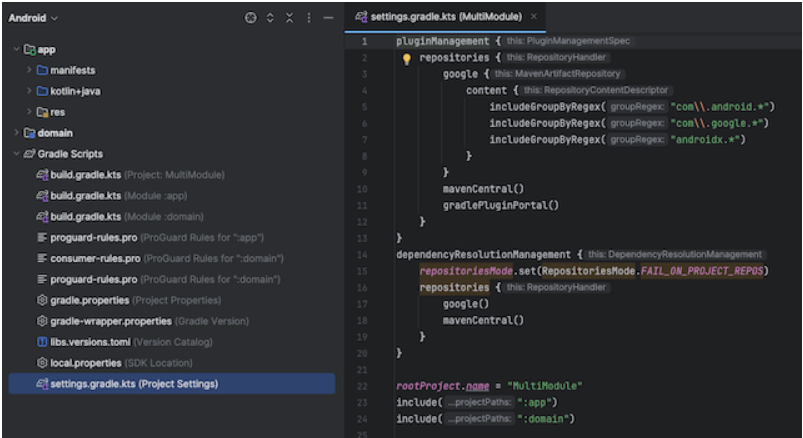 Android
app
manifests
kotlin+java
res
domain
Gradle Scripts
build.gradle.kts (Project: MultiModule)
build.gradle.kts (Module :app)
build.gradle.kts (Module :domain)
proguard-rules.pro (ProGuard Rules for ":app")
consumer-rules.pro (ProGuard Rules for ":domain")
proguard-rules.pro (ProGuard Rules for ":domain")
gradle.properties (Project Properties)
gradle-wrapper.properties (Gradle Version)
libs.versions.toml (Version Catalog)
local.properties (SDK Location)
settings.gradle.kts (Project Settings)
settings.gradle.kts (MultiModule)
1 pluginManagement { this: PluginManagementSpec
2 repositories { this: RepositoryHandler
3 google { this: MavenArtifactRepository
4 content { this: RepositoryContentDescriptor
5 includeGroupByRegex( groupRegex: "com\\.android.*")
6 includeGroupByRegex( groupRegex: "com\\.google.*")
7 includeGroupByRegex( groupRegex: "androidx.*")
8 }
9 }
10 mavenCentral()
11 gradlePluginPortal()
12 }
13 }
14 dependencyResolutionManagement { this: DependencyResolutionManagement
15 repositoriesMode.set(RepositoriesMode.FAIL_ON_PROJECT_REPOS)
16 repositories { this: RepositoryHandler
17 google()
18 mavenCentral()
19 }
20 }
21
22 rootProject.name = "MultiModule"
23 include( ...projectPaths: ":app")
24 include( ...projectPaths: ":domain")
25